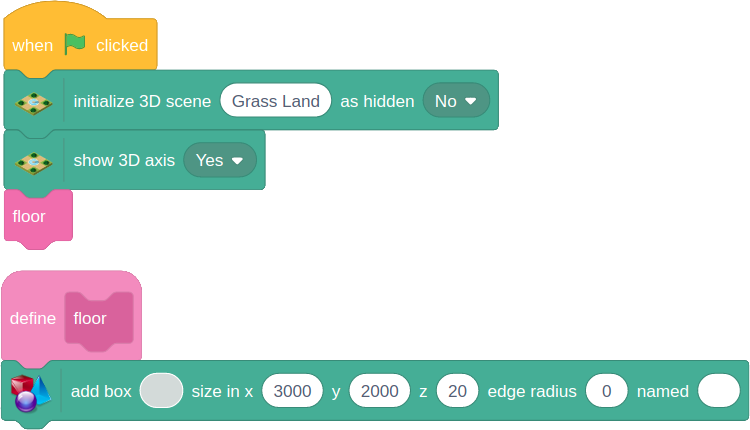 when clicked
initialize 3D scene Grass Land as hidden No
show 3D axis Yes
floor
define floor
add box size in x 3000 y 2000 z 20 edge radius 0 named